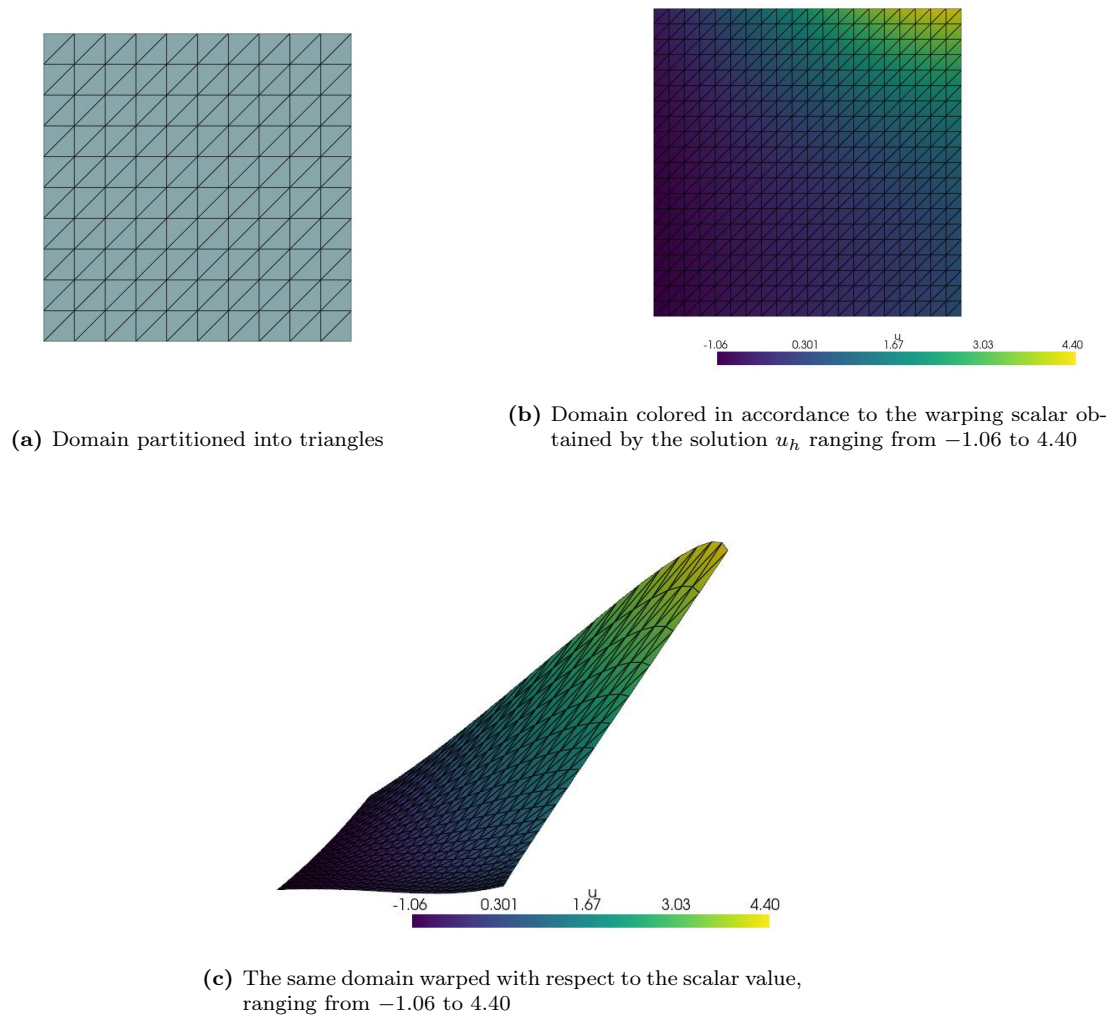 u
-1.06 0.301 1.67 3.03 4.40
(a) Domain partitioned into triangles
(b) Domain colored in accordance to the warping scalar ob-
tained by the solution u_h ranging from −1.06 to 4.40
u
-1.06 0.301 1.67 3.03 4.40
(c) The same domain warped with respect to the scalar value,
ranging from −1.06 to 4.40